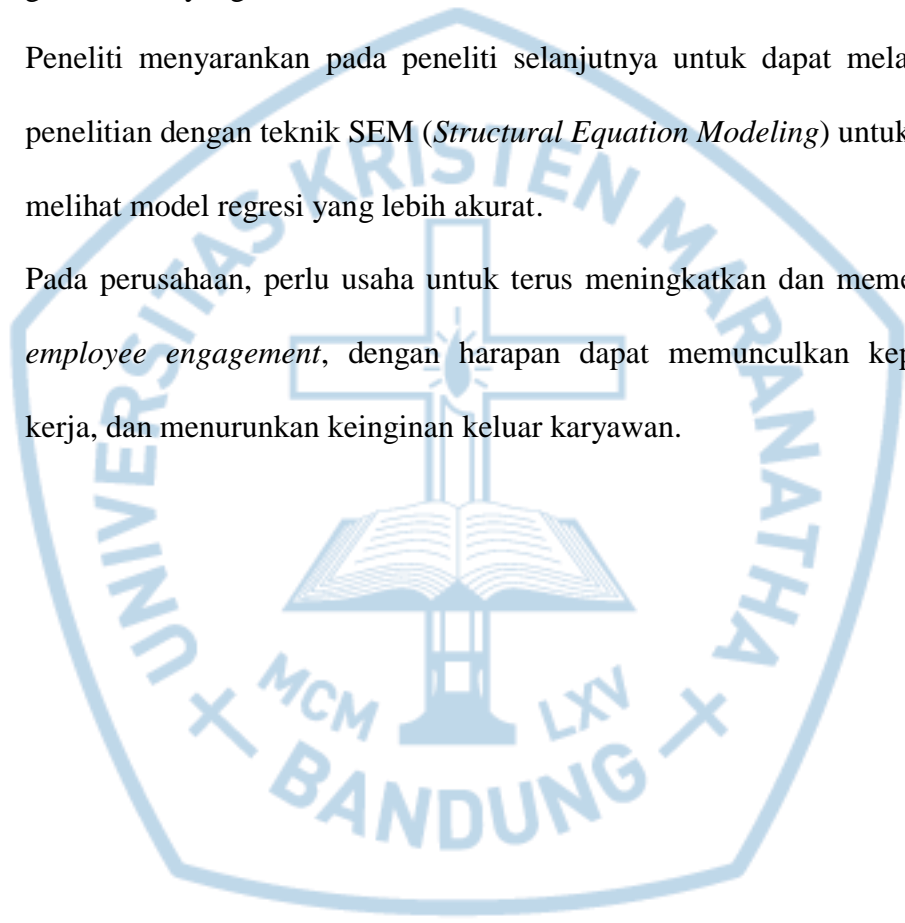 Peneliti menyarankan pada peneliti selanjutnya untuk dapat mela
penelitian dengan teknik SEM (Structural Equation Modeling) untuk
melihat model regresi yang lebih akurat.
Pada perusahaan, perlu usaha untuk terus meningkatkan dan meme
employee engagement, dengan harapan dapat memunculkan kep
kerja, dan menurunkan keinginan keluar karyawan.
UNIVERSITAS KRISTEN MARANATHA
MCM LXV
BANDUNG